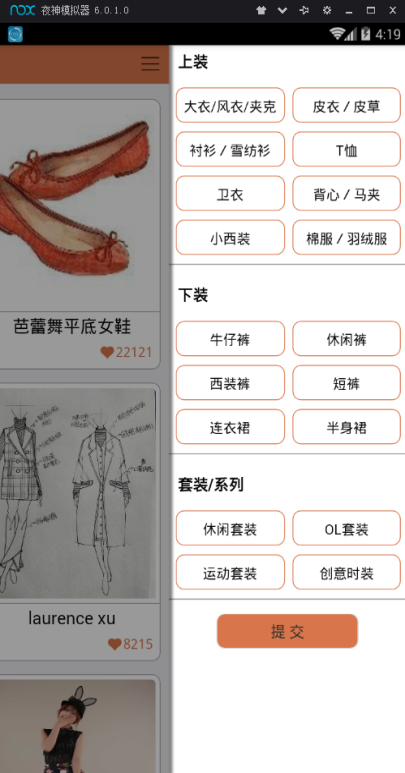 nox 夜神模拟器 6.0.1.0
4:19
上装
大衣/风衣/夹克 皮衣 / 皮草
衬衫 / 雪纺衫 T恤
卫衣 背心 / 马夹
小西装 棉服 / 羽绒服
下装
牛仔裤 休闲裤
西装裤 短裤
连衣裙 半身裙
套装/系列
休闲套装 OL套装
运动套装 创意时装
提 交
芭蕾舞平底女鞋
22121
laurence xu
8215